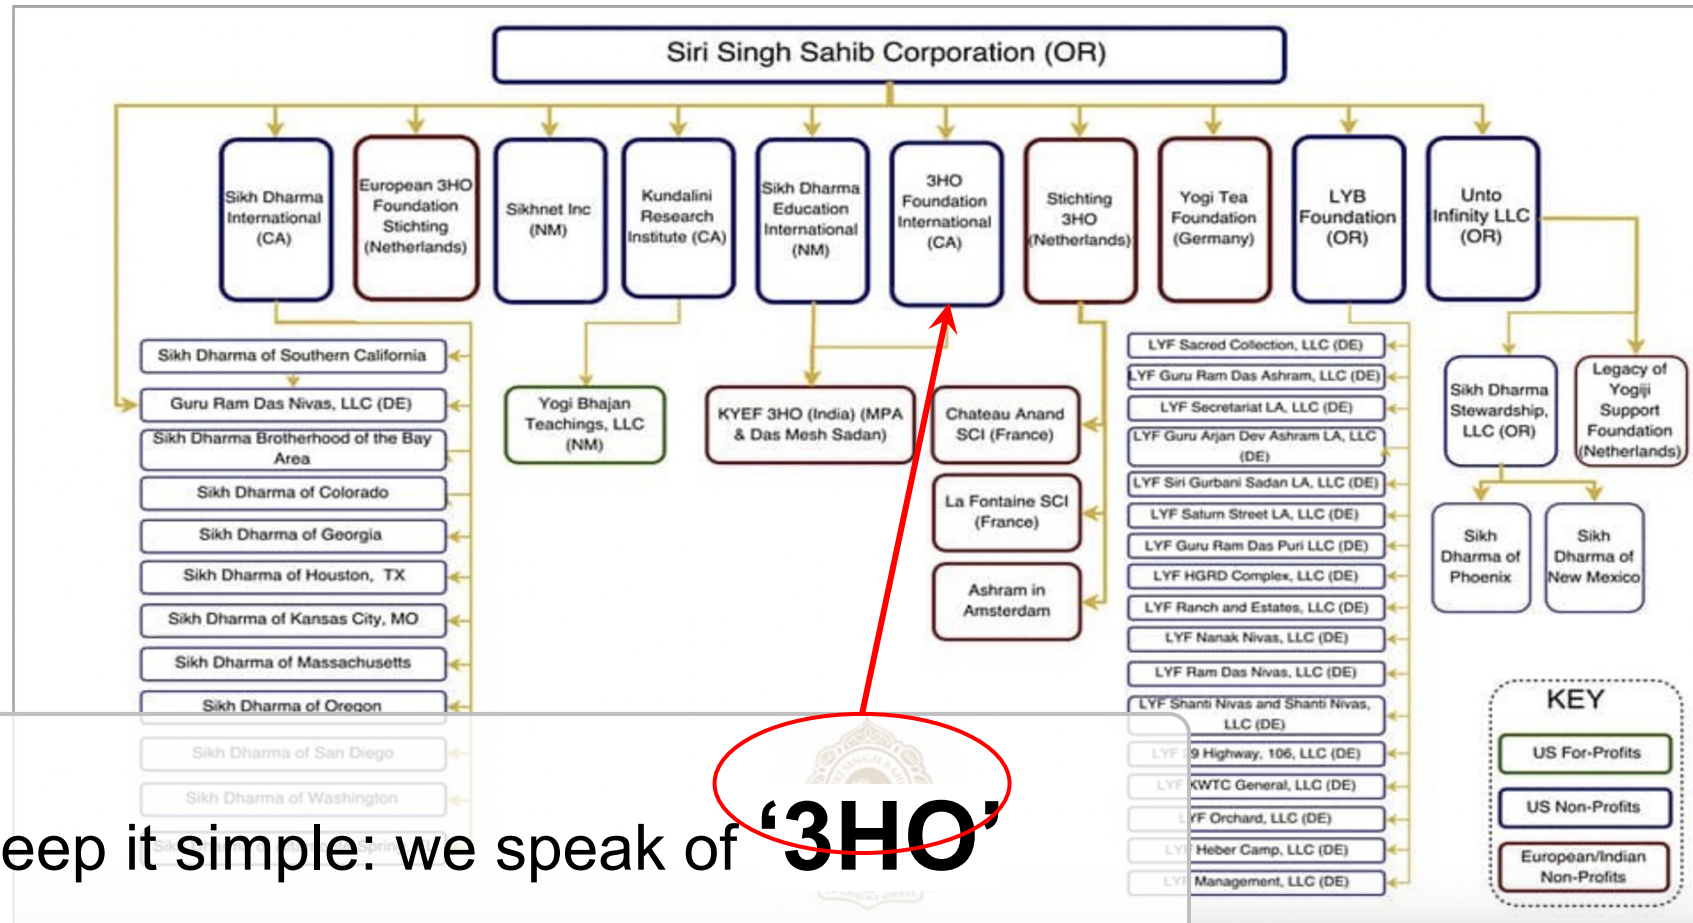 Siri Singh Sahib Corporation (OR)
Sikh Dharma
International
(CA)
European 3HO
Foundation
Stichting
(Netherlands)
Sikhnet Inc
(NM)
Kundalini
Research
Institute (CA)
Sikh Dharma
Education
International
(NM)
3HO
Foundation
International
(CA)
Stichting
3HO
(Netherlands)
Yogi Tea
Foundation
(Germany)
LYB
Foundation
(OR)
Unto
Infinity LLC
(OR)
Sikh Dharma of Southern California
Guru Ram Das Nivas, LLC (DE)
Sikh Dharma Brotherhood of the Bay
Area
Sikh Dharma of Colorado
Sikh Dharma of Georgia
Sikh Dharma of Houston, TX
Sikh Dharma of Kansas City, MO
Sikh Dharma of Massachusetts
Sikh Dharma of Oregon
Sikh Dharma of San Diego
Sikh Dharma of Washington
Yogi Bhajan
Teachings, LLC
(NM)
KYEF 3HO (India) (MPA
& Das Mesh Sadan)
Chateau Anand
SCI (France)
La Fontaine SCI
(France)
Ashram in
Amsterdam
LYF Sacred Collection, LLC (DE)
LYF Guru Ram Das Ashram, LLC (DE)
LYF Secretariat LA, LLC (DE)
LYF Guru Arjan Dev Ashram LA, LLC
(DE)
LYF Siri Gurbani Sadan LA, LLC (DE)
LYF Saturn Street LA, LLC (DE)
LYF Guru Ram Das Puri LLC (DE)
LYF HGRD Complex, LLC (DE)
LYF Ranch and Estates, LLC (DE)
LYF Nanak Nivas, LLC (DE)
LYF Ram Das Nivas, LLC (DE)
LYF Shanti Nivas and Shanti Nivas,
LLC (DE)
LYF 9 Highway, 106, LLC (DE)
LYF KWTC General, LLC (DE)
LYF Orchard, LLC (DE)
LYF Heber Camp, LLC (DE)
LYF Management, LLC (DE)
Sikh Dharma
Stewardship,
LLC (OR)
Legacy of
Yogiji
Support
Foundation
(Netherlands)
Sikh
Dharma of
Phoenix
Sikh
Dharma of
New Mexico
KEY
US For-Profits
US Non-Profits
European/Indian
Non-Profits
eep it simple: we speak of ‘3HO’